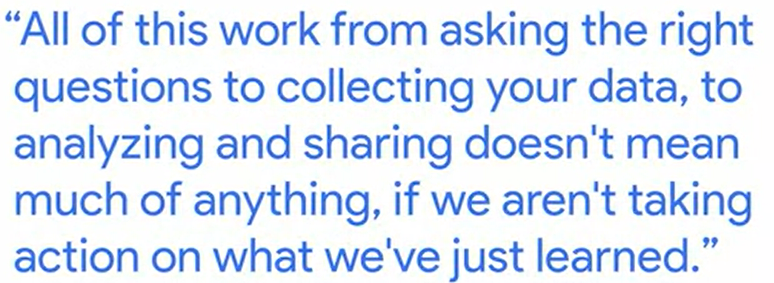 “All of this work from asking the right
questions to collecting your data, to
analyzing and sharing doesn't mean
much of anything, if we aren't taking
action on what we've just learned.”